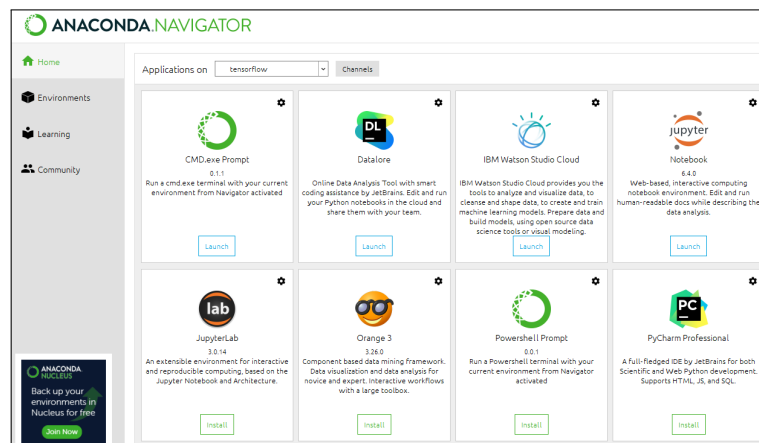 ANACONDA.NAVIGATOR
Home
Environments
Learning
Community
Applications on tensorflow Channels
CMD.exe Prompt
0.1.1
Run a cmd.exe terminal with your current
environment from Navigator activated
Launch
DL
Datalore
Online Data Analysis Tool with smart
coding assistance by JetBrains. Edit and run
your Python notebooks in the cloud and
share them with your team.
Launch
IBM Watson Studio Cloud
IBM Watson Studio Cloud provides you the
tools to analyze and visualize data, to
cleanse and shape data, to create and train
machine learning models. Prepare data and
build models, using open source data
science tools or visual modeling.
Launch
jupyter
Notebook
6.4.0
Web-based, interactive computing
notebook environment. Edit and run
human-readable docs while describing the
data analysis.
Launch
lab
JupyterLab
3.0.14
An extensible environment for interactive
and reproducible computing, based on the
Jupyter Notebook and Architecture.
Install
Orange 3
3.26.0
Component based data mining framework.
Data visualization and data analysis for
novice and expert. Interactive workflows
with a large toolbox.
Install
Powershell Prompt
0.0.1
Run a Powershell terminal with your
current environment from Navigator
activated
Install
PC
PyCharm Professional
A full-fledged IDE by JetBrains for both
Scientific and Web Python development.
Supports HTML, JS, and SQL.
Install
ANACONDA
NUCLEUS
Back up your
environments in
Nucleus for free
Join Now